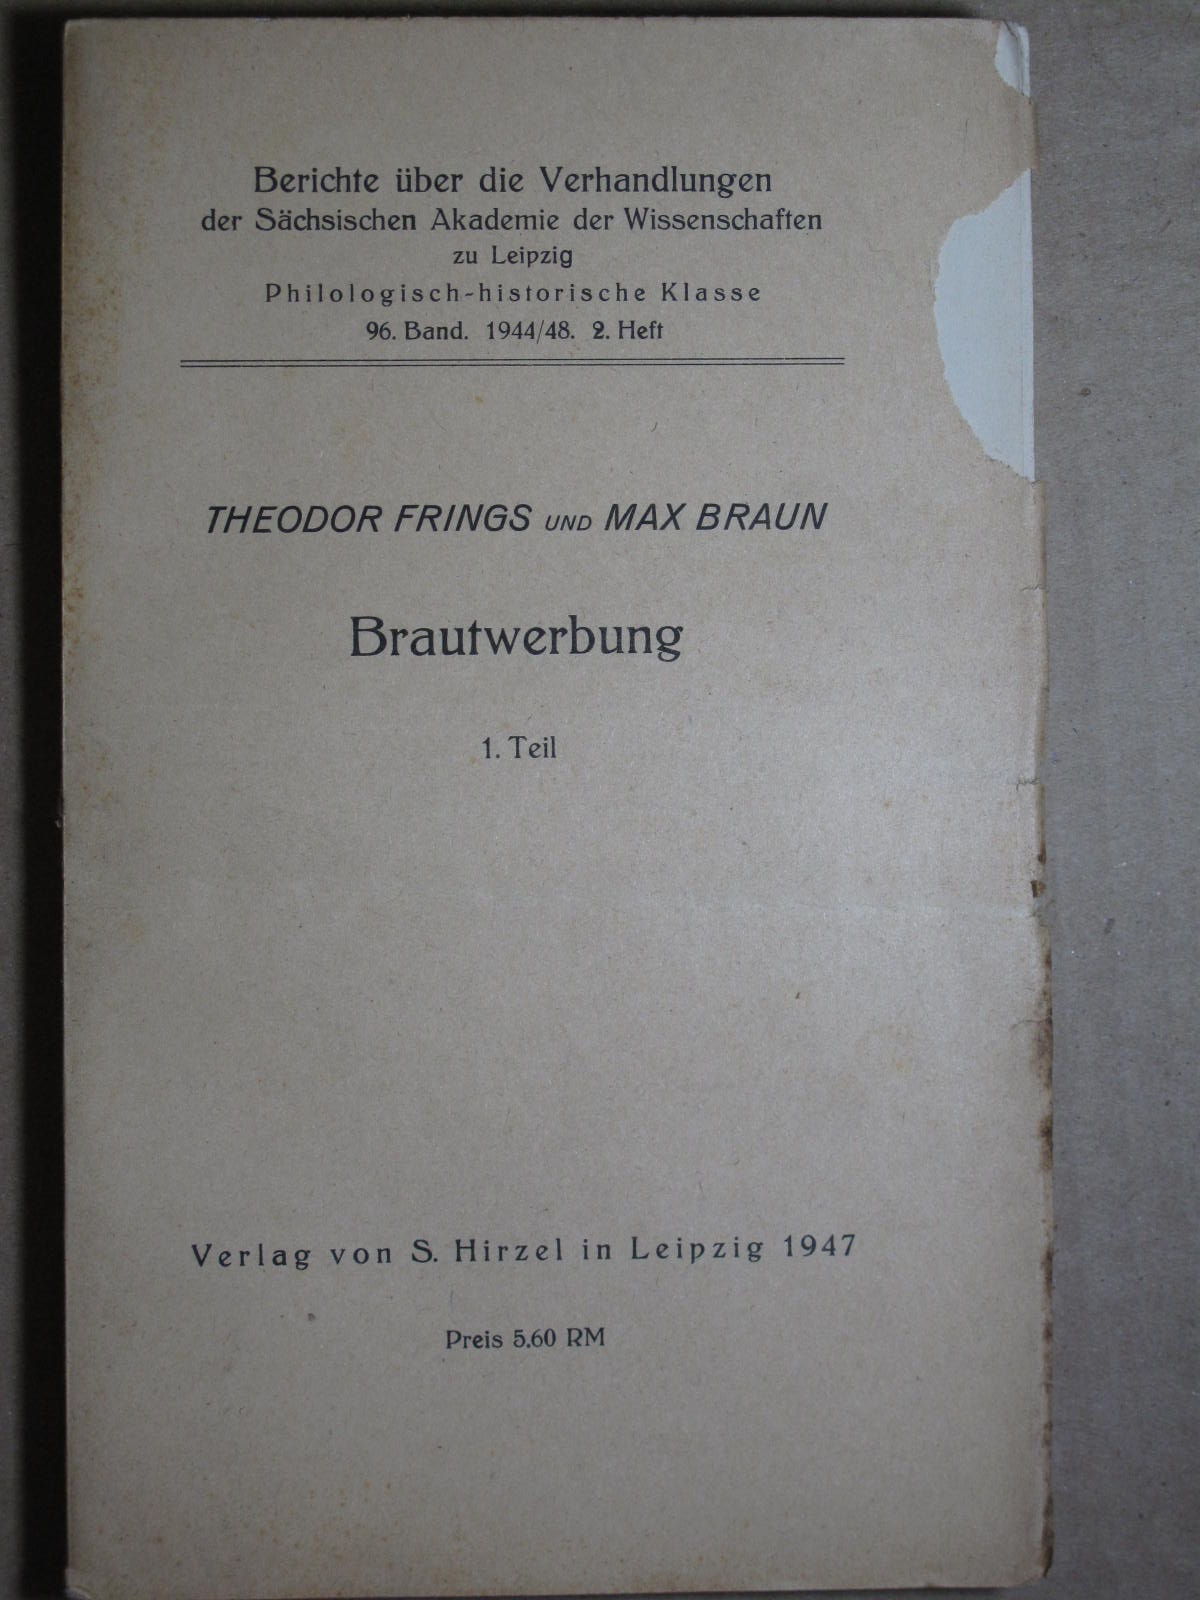 Berichte über die Verhandlungen
der Sächsischen Akademie der Wissenschaften
zu Leipzig
Philologisch-historische Klasse
96. Band. 1944/48. 2. Heft
THEODOR FRINGS UND MAX BRAUN
Brautwerbung
1. Teil
Verlag von S. Hirzel in Leipzig 1947
Preis 5.60 RM